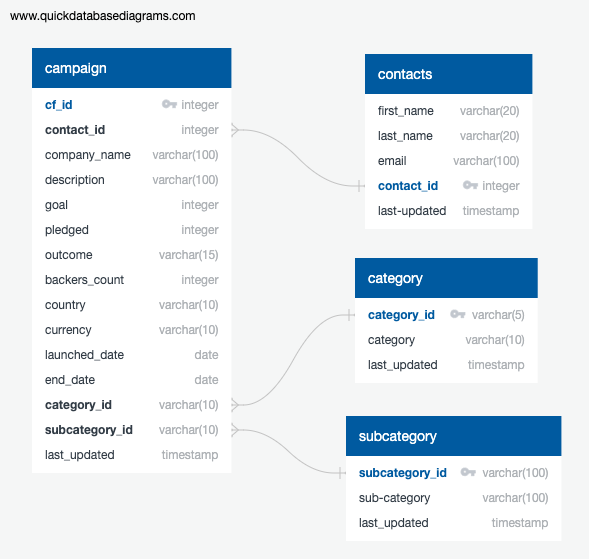 www.quickdatabasediagrams.com
campaign
cf_id integer
contact_id integer
company_name varchar(100)
description varchar(100)
goal integer
pledged integer
outcome varchar(15)
backers_count integer
country varchar(10)
currency varchar(10)
launched_date date
end_date date
category_id varchar(10)
subcategory_id varchar(10)
last_updated timestamp
contacts
first_name varchar(20)
last_name varchar(20)
email varchar(100)
contact_id integer
last-updated timestamp
category
category_id varchar(5)
category varchar(10)
last_updated timestamp
subcategory
subcategory_id varchar(100)
sub-category varchar(100)
last_updated timestamp